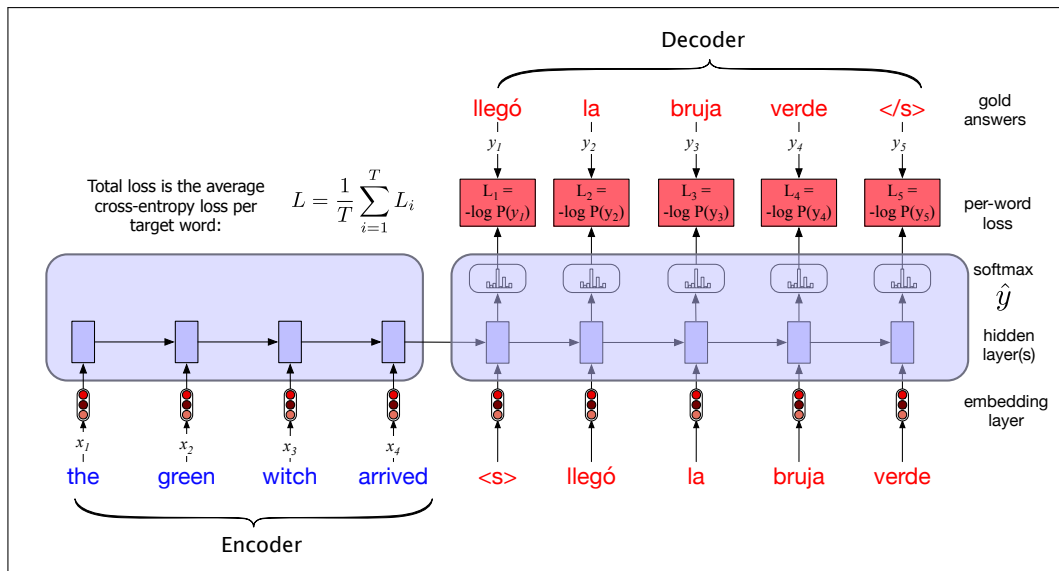 Decoder
llegó la bruja verde </s> gold answers
y1 y2 y3 y4 y5
Total loss is the average cross-entropy loss per target word:
L = 1/T ∑ T i=1 Li
L1 = -log P(y1)
L2 = -log P(y2)
L3 = -log P(y3)
L4 = -log P(y4)
L5 = -log P(y5)
per-word loss
softmax
ŷ
hidden layer(s)
embedding layer
x1 x2 x3 x4
the green witch arrived <s> llegó la bruja verde
Encoder